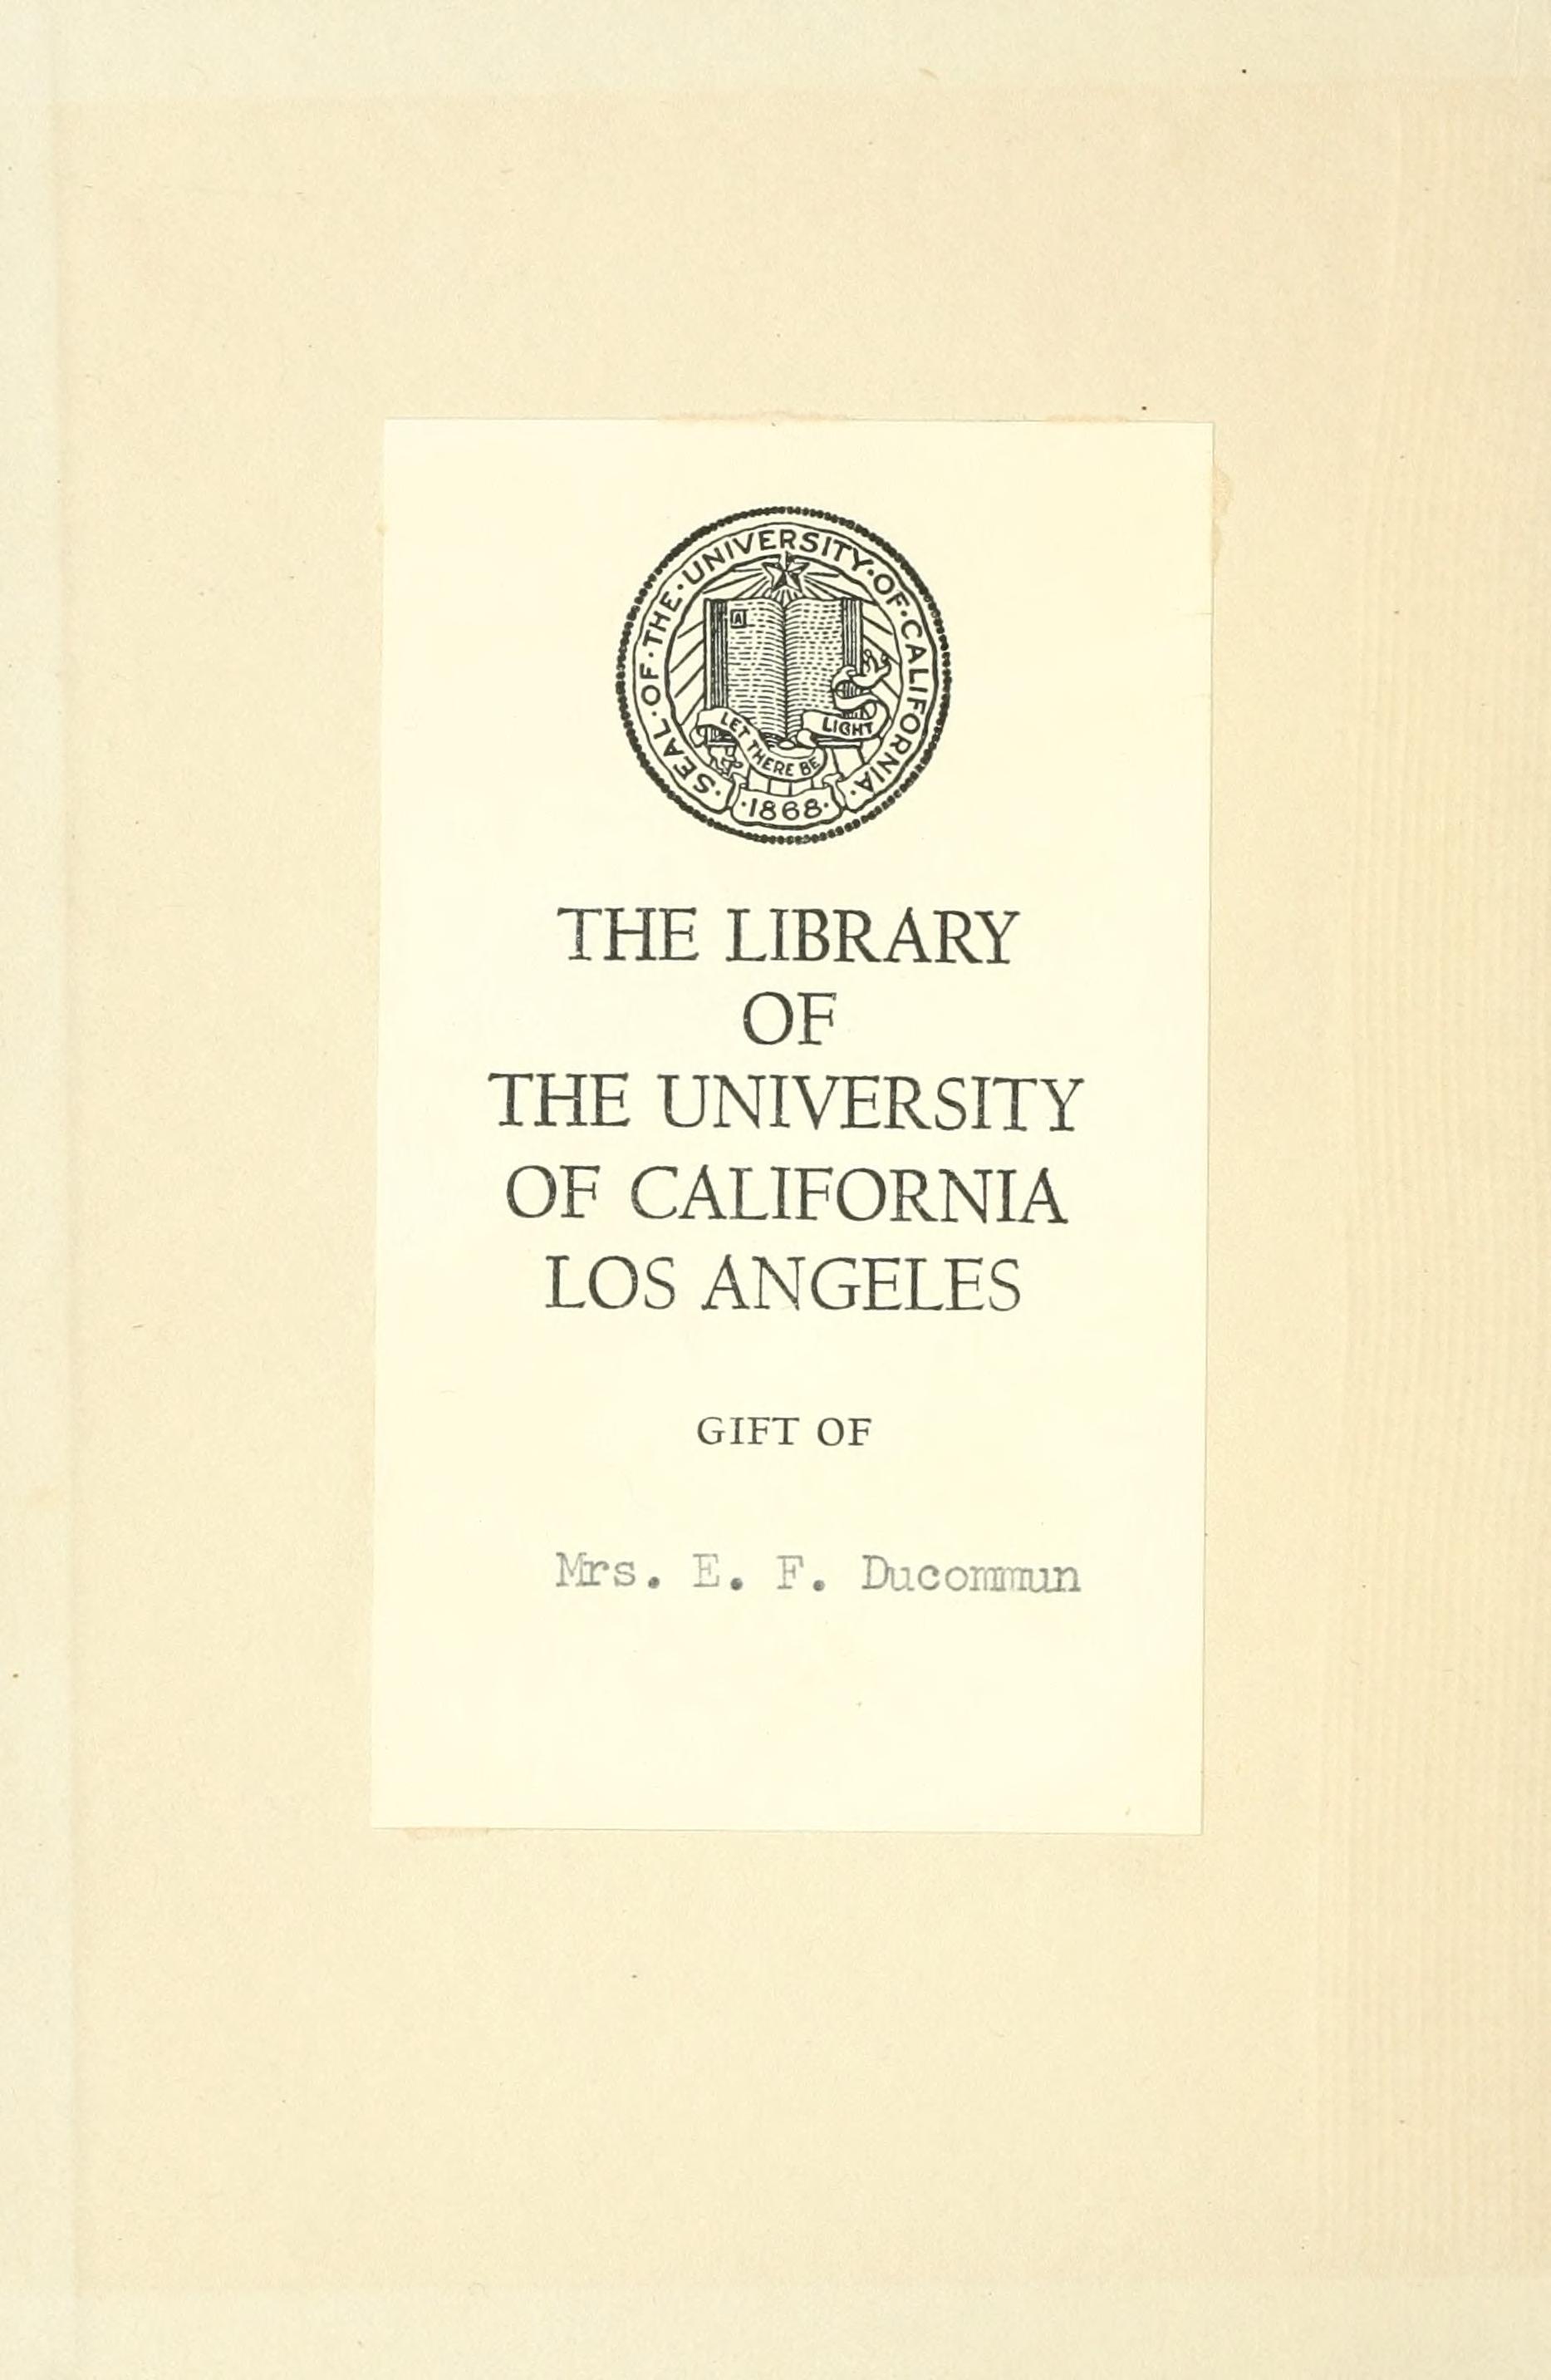 ·SEAL·OF·THE·UNIVERSITY·OF·CALIFORNIA·
A
LET THERE BE LIGHT
·1868·
THE LIBRARY
OF
THE UNIVERSITY
OF CALIFORNIA
LOS ANGELES
GIFT OF
Mrs. E. F. Ducommun